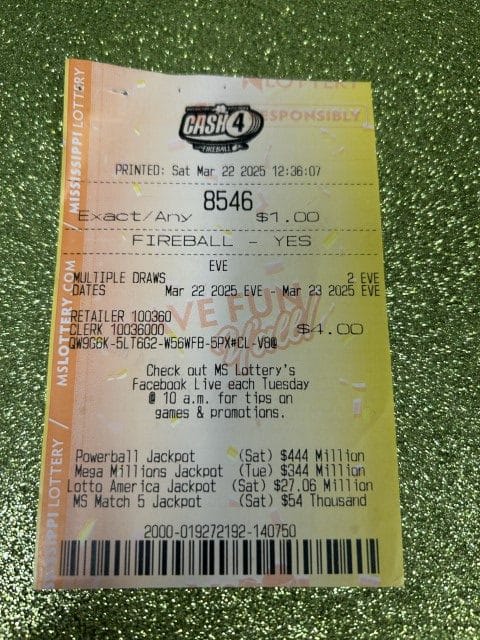 LOTTERY
RESPONSIBLY
CASH 4
FIREBALL
PRINTED: Sat Mar 22 2025 12:36:07
8546
Exact/Any $1.00
FIREBALL - YES
EVE
MULTIPLE DRAWS 2 EVE
DATES Mar 22 2025 EVE - Mar 23 2025 EVE
RETAILER 100360
CLERK 10036000 $4.00
QW9G6K-5LT6G2-W56WFB-5PX#CL-V8@
Check out MS Lottery's
Facebook Live each Tuesday
@ 10 a.m. for tips on
games & promotions.
Powerball Jackpot (Sat) $444 Million
Mega Millions Jackpot (Tue) $344 Million
Lotto America Jackpot (Sat) $27.06 Million
MS Match 5 Jackpot (Sat) $54 Thousand
2000-019272192-140750
MISSISSIPPI LOTTERY / MSLOTTERY.COM / MISSISSIPPI LOTTERY